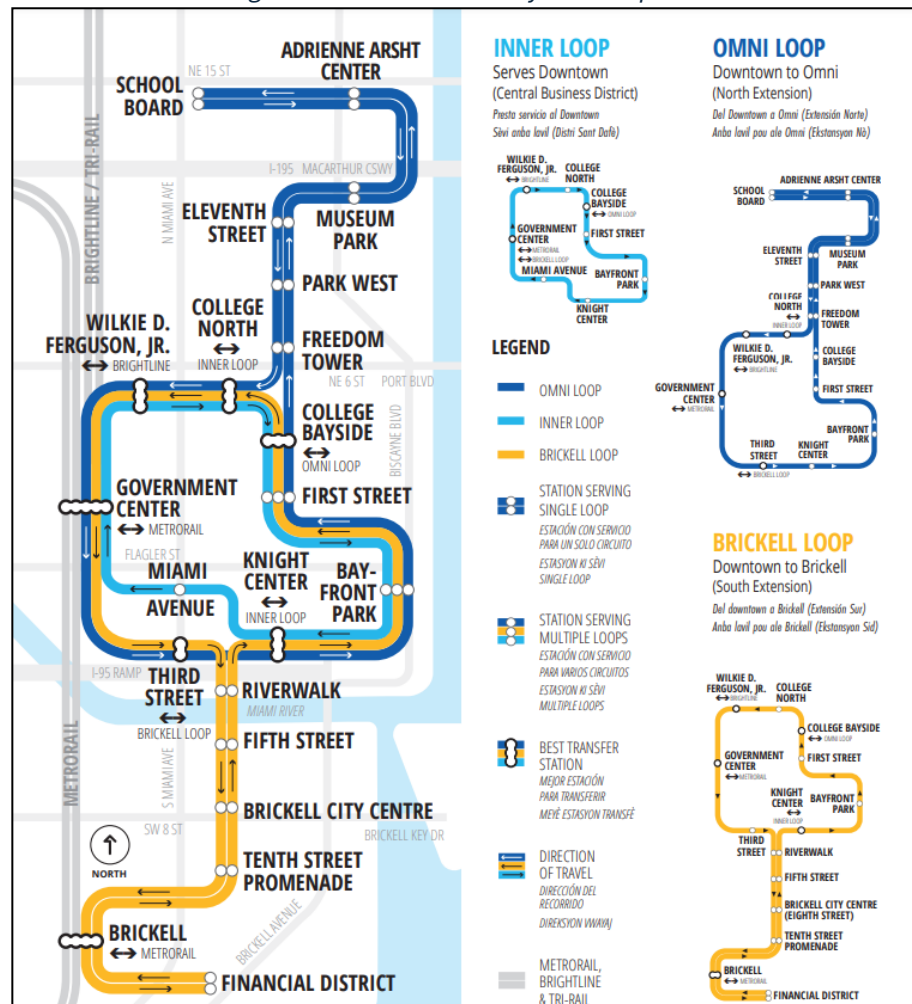 ADRIENNE ARSHT
CENTER
NE 15 ST
SCHOOL
BOARD
I-195 MACARTHUR CSWY
BRIGHTLINE / TRI-RAIL
N MIAMI AVE
ELEVENTH
STREET
MUSEUM
PARK
PARK WEST
COLLEGE
NORTH
INNER LOOP
WILKIE D.
FERGUSON, JR.
BRIGHTLINE
FREEDOM
TOWER
NE 6 ST
PORT BLVD
COLLEGE
BAYSIDE
OMNI LOOP
BISCAYNE BLVD
FIRST STREET
GOVERNMENT
CENTER
METRORAIL
FLAGLER ST
MIAMI
AVENUE
KNIGHT
CENTER
INNER LOOP
BAY-
FRONT
PARK
I-95 RAMP
THIRD
STREET
BRICKELL LOOP
RIVERWALK
MIAMI RIVER
METRORAIL
S MIAMI AVE
FIFTH STREET
BRICKELL CITY CENTRE
SW 8 ST
BRICKELL KEY DR
NORTH
TENTH STREET
PROMENADE
BRICKELL AVENUE
BRICKELL
METRORAIL
FINANCIAL DISTRICT
INNER LOOP
Serves Downtown
(Central Business District)
Presta servicio al Downtown
Sèvi anba lavil (Distri Sant Dafè)
WILKIE D.
FERGUSON, JR.
BRIGHTLINE
COLLEGE
NORTH
COLLEGE
BAYSIDE
OMNI LOOP
FIRST STREET
GOVERNMENT
CENTER
METRORAIL
BRICKELL LOOP
MIAMI AVENUE
BAYFRONT
PARK
KNIGHT
CENTER
LEGEND
OMNI LOOP
INNER LOOP
BRICKELL LOOP
STATION SERVING
SINGLE LOOP
ESTACIÓN CON SERVICIO
PARA UN SOLO CIRCUITO
ESTASYON KI SÈVI
SINGLE LOOP
STATION SERVING
MULTIPLE LOOPS
ESTACIÓN CON SERVICIO
PARA VARIOS CIRCUITOS
ESTASYON KI SÈVI
MULTIPLE LOOPS
BEST TRANSFER
STATION
MEJOR ESTACIÓN
PARA TRANSFERIR
MEYÈ ESTASYON TRANSFÈ
DIRECTION
OF TRAVEL
DIRECCIÓN DEL
RECORRIDO
DIREKSYON VWAYAJ
METRORAIL,
BRIGHTLINE
& TRI-RAIL
OMNI LOOP
Downtown to Omni
(North Extension)
Del Downtown a Omni (Extensión Norte)
Anba lavil pou ale Omni (Ekstansyon Nò)
ADRIENNE ARSHT CENTER
SCHOOL
BOARD
ELEVENTH
STREET
MUSEUM
PARK
PARK WEST
COLLEGE
NORTH
INNER LOOP
FREEDOM
TOWER
WILKIE D.
FERGUSON, JR.
BRIGHTLINE
COLLEGE
BAYSIDE
GOVERNMENT
CENTER
METRORAIL
FIRST STREET
BAYFRONT
PARK
THIRD
STREET
BRICKELL LOOP
KNIGHT
CENTER
BRICKELL LOOP
Downtown to Brickell
(South Extension)
Del downtown a Brickell (Extensión Sur)
Anba lavil pou ale Brickell (Ekstansyon Sid)
WILKIE D.
FERGUSON, JR.
BRIGHTLINE
COLLEGE
NORTH
COLLEGE BAYSIDE
OMNI LOOP
FIRST STREET
GOVERNMENT
CENTER
METRORAIL
KNIGHT
CENTER
INNER LOOP
BAYFRONT
PARK
THIRD
STREET
RIVERWALK
FIFTH STREET
BRICKELL CITY CENTRE
(EIGHTH STREET)
TENTH STREET
PROMENADE
BRICKELL
METRORAIL
FINANCIAL DISTRICT